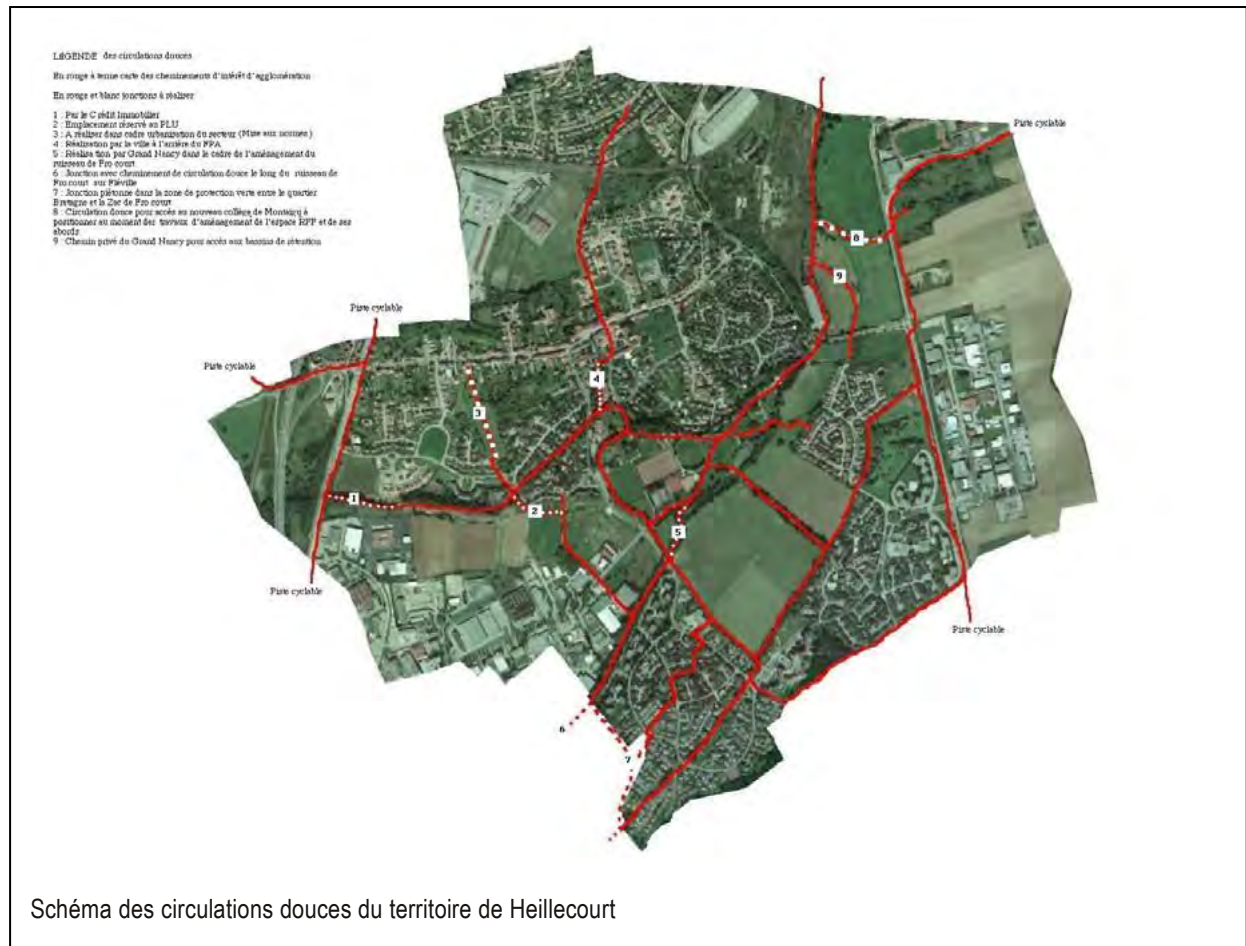 LEGENDE des circulations douces
En rouge à terme carte des cheminements d'intérêt d'agglomération
En rouge et blanc jonctions à réaliser
1 : Par le Crédit Immobilier
2 : Emplacement réservé au PLU
3 : A réaliser dans cadre urbanisation du secteur (Mise aux normes)
4 : Réalisation par la ville à l'arrière du FPA
5 : Réalisation par Grand Nancy dans le cadre de l'aménagement du
ruisseau de Frocourt
6 : Jonction avec cheminement de circulation douce le long du ruisseau de
Frocourt sur Fléville
7 : Jonction piétonne dans la zone de protection verte entre le quartier
Bretagne et la Zac de Frocourt
8 : Circulation douce pour accès au nouveau collège de Montaigu à
positionner au moment des travaux d'aménagement de l'espace RFF et de ses
abords
9 : Chemin privé du Grand Nancy pour accès aux bassins de rétention
Piste cyclable
8
9
Piste cyclable
Piste cyclable
4
3
1
2
5
Piste cyclable
Piste cyclable
6
7
Schéma des circulations douces du territoire de Heillecourt